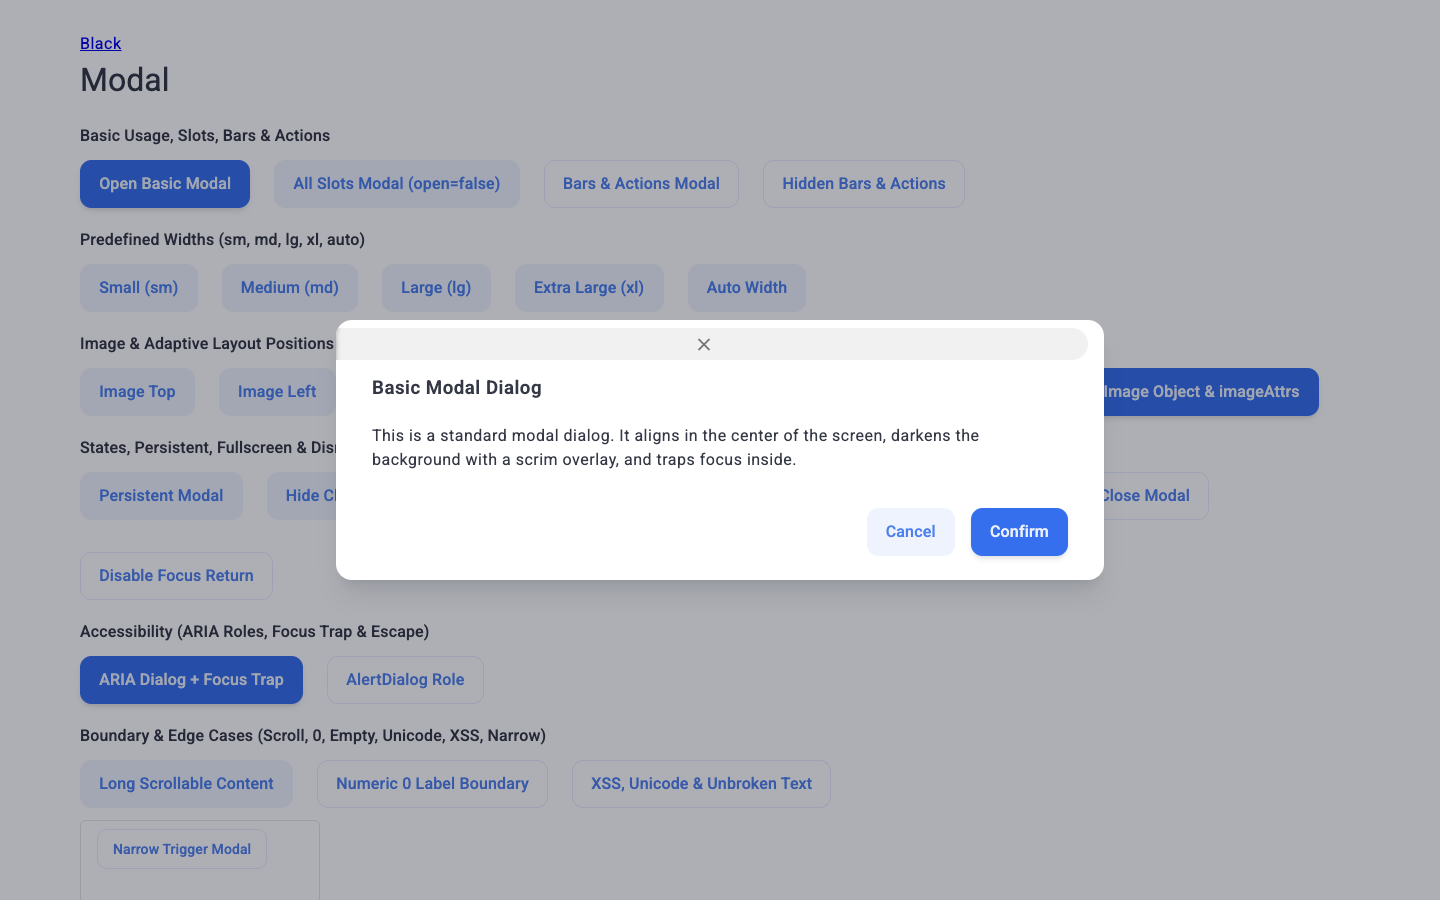 Black
Modal
Basic Usage, Slots, Bars & Actions
Open Basic Modal
All Slots Modal (open=false)
Bars & Actions Modal
Hidden Bars & Actions
Predefined Widths (sm, md, lg, xl, auto)
Small (sm)
Medium (md)
Large (lg)
Extra Large (xl)
Auto Width
Image & Adaptive Layout Positions
Image Top
Image Left
Image Object & imageAttrs
Basic Modal Dialog
This is a standard modal dialog. It aligns in the center of the screen, darkens the
background with a scrim overlay, and traps focus inside.
Cancel
Confirm
States, Persistent, Fullscreen &
Persistent Modal
Hide
Close Modal
Disable Focus Return
Accessibility (ARIA Roles, Focus Trap & Escape)
ARIA Dialog + Focus Trap
AlertDialog Role
Boundary & Edge Cases (Scroll, 0, Empty, Unicode, XSS, Narrow)
Long Scrollable Content
Numeric 0 Label Boundary
XSS, Unicode & Unbroken Text
Narrow Trigger Modal